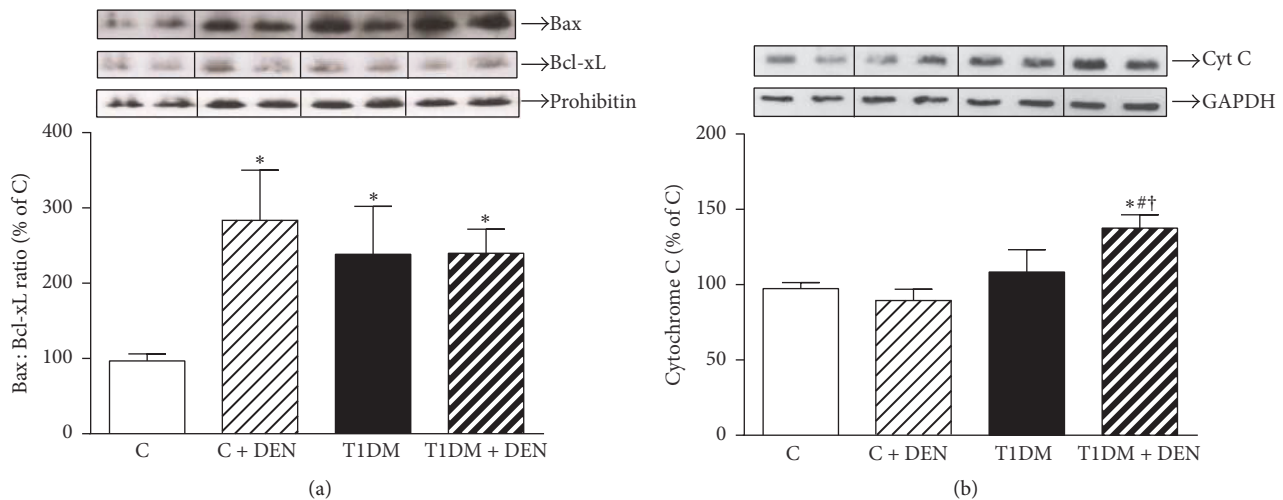 →Bax
→Bcl-xL
→Prohibitin
Bax : Bcl-xL ratio (% of C)
400
300
200
100
0
*
*
*
C
C + DEN
T1DM
T1DM + DEN
(a)
→Cyt C
→GAPDH
Cytochrome C (% of C)
200
150
100
50
0
*#†
C
C + DEN
T1DM
T1DM + DEN
(b)